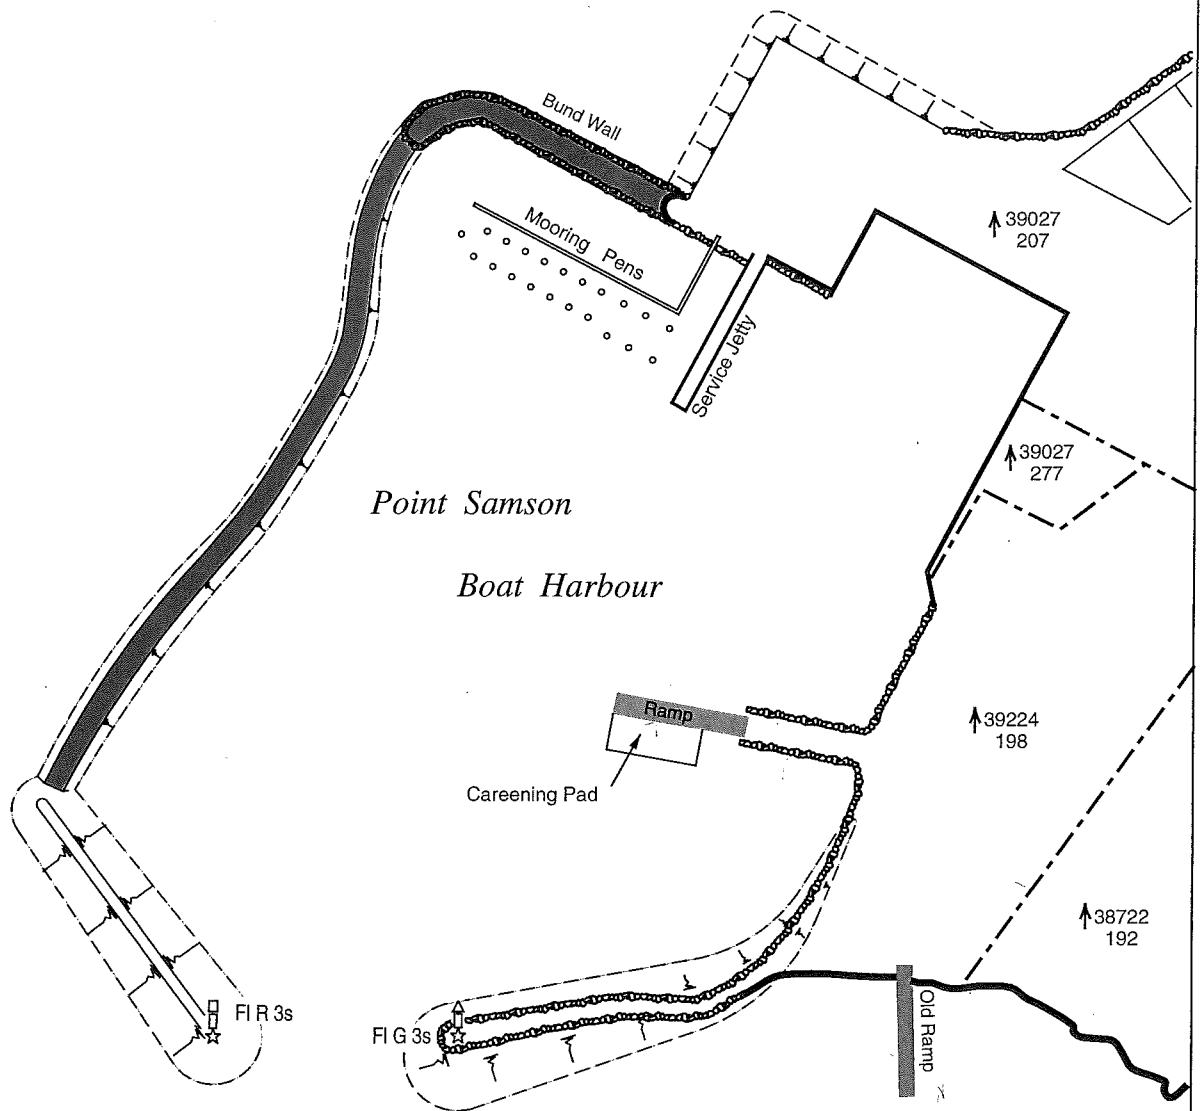 Bund Wall
Mooring Pens
Service Jetty
39027
207
39027
277
Point Samson
Boat Harbour
Ramp
Careening Pad
39224
198
38722
192
Old Ramp
Fl R 3s
Fl G 3s